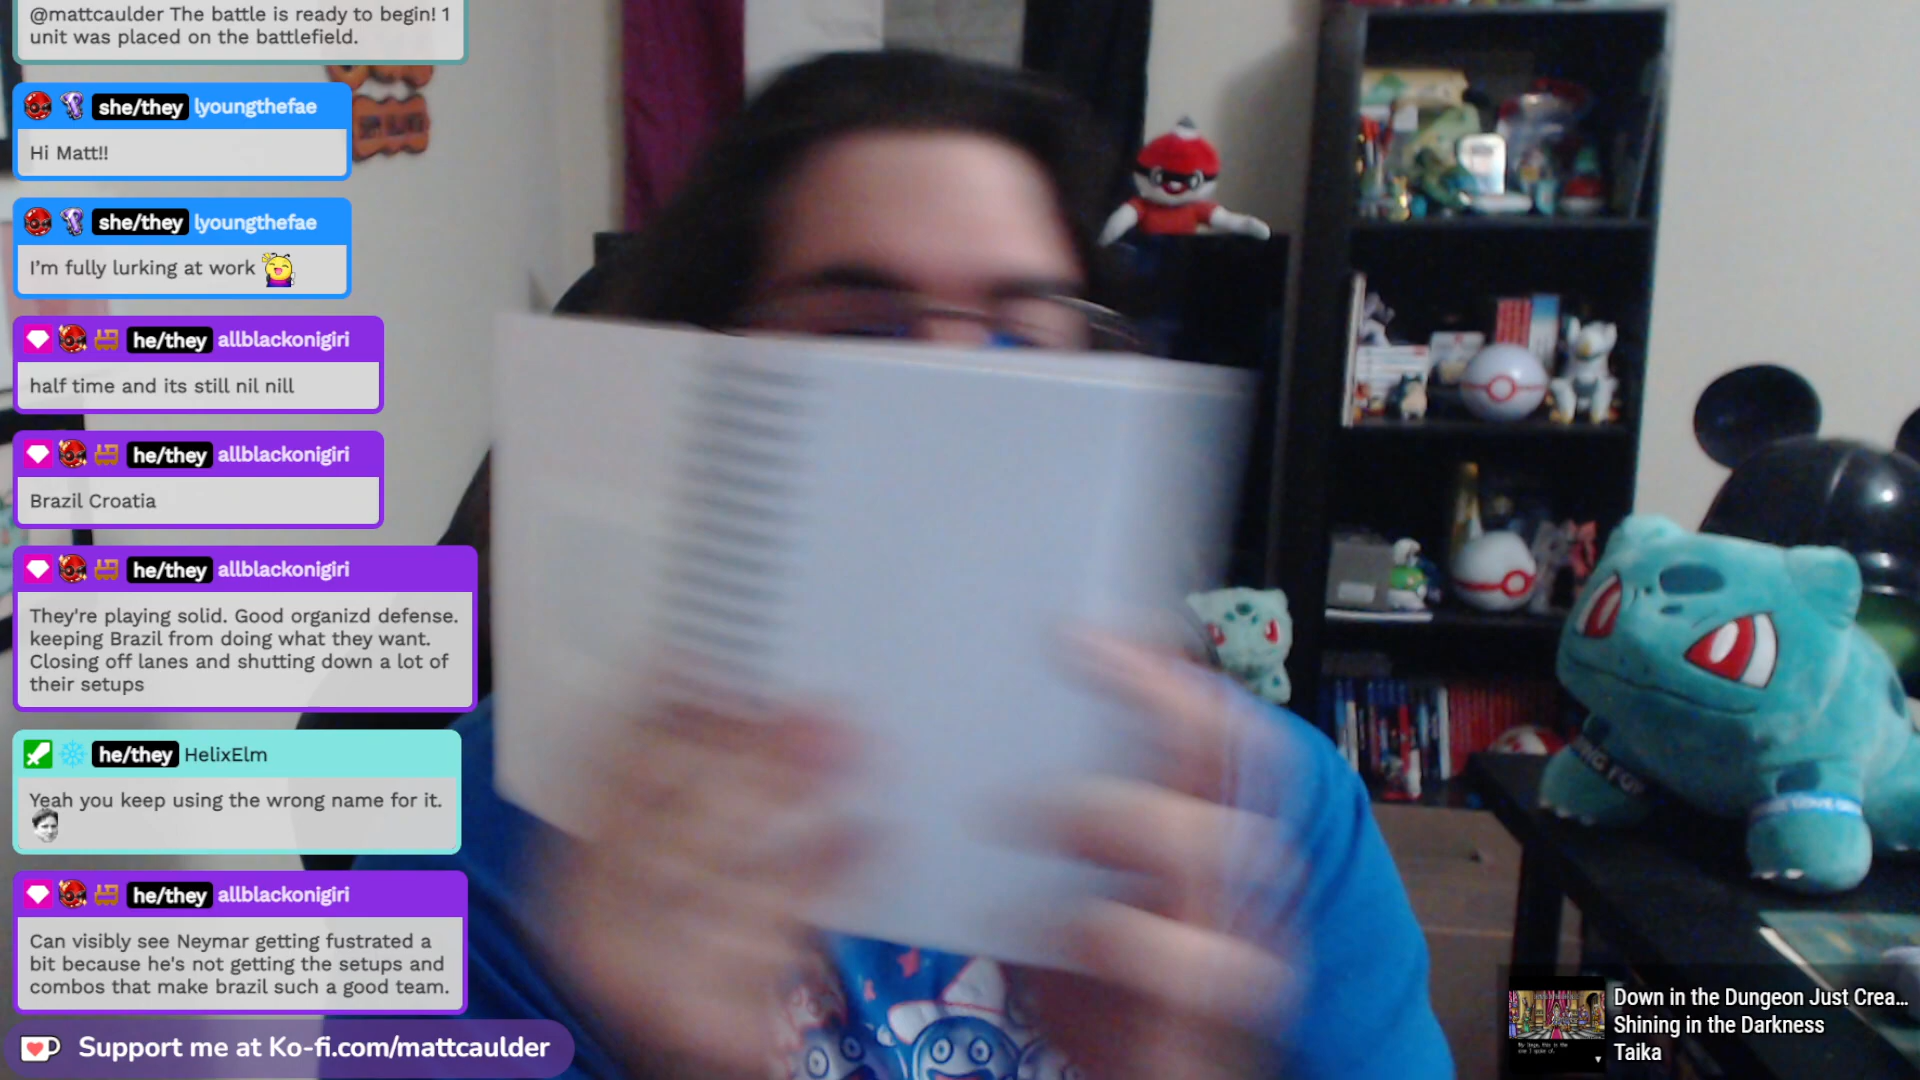 @mattcaulder The battle is ready to begin! 1
unit was placed on the battlefield.
she/they lyoungthefae
Hi Matt!!
she/they lyoungthefae
I'm fully lurking at work
he/they allblackonigiri
half time and its still nil nill
he/they allblackonigiri
Brazil Croatia
he/they allblackonigiri
They're playing solid. Good organizd defense.
keeping Brazil from doing what they want.
Closing off lanes and shutting down a lot of
their setups
he/they HelixElm
Yeah you keep using the wrong name for it.
he/they allblackonigiri
Can visibly see Neymar getting fustrated a
bit because he's not getting the setups and
combos that make brazil such a good team.
Support me at Ko-fi.com/mattcaulder
Down in the Dungeon Just Crea...
Shining in the Darkness
Taika